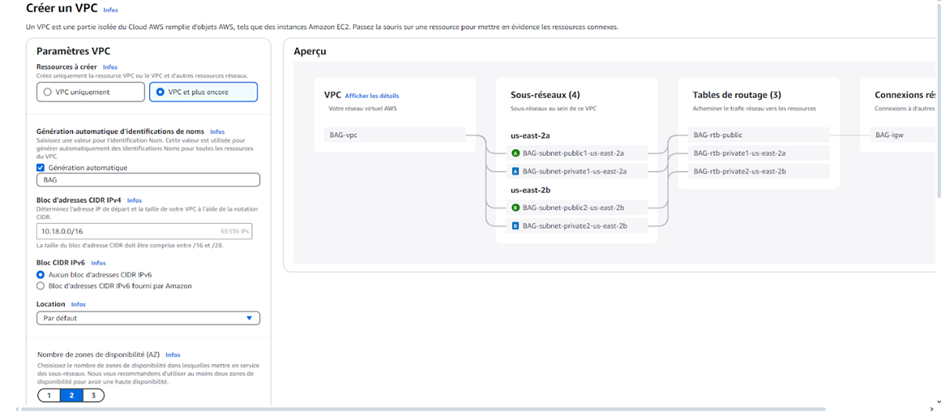 Créer un VPC Infos
Un VPC est une partie isolée du Cloud AWS remplie d'objets AWS, tels que des instances Amazon EC2. Passez la souris sur une ressource pour mettre en évidence les ressources connexes.
Paramètres VPC
Ressources à créer Infos
Créez uniquement la ressource VPC ou le VPC et d'autres ressources réseau.
VPC uniquement
VPC et plus encore
Génération automatique d'identifications de noms Infos
Saisissez une valeur pour l'identification Nom. Cette valeur est utilisée pour
générer automatiquement des identifications Noms pour toutes les ressources
du VPC.
Génération automatique
BAG
Bloc d'adresses CIDR IPv4 Infos
Déterminez l'adresse IP de départ et la taille de votre VPC à l'aide de la notation
CIDR.
10.18.0.0/16
65 536 IPs
La taille du bloc d'adresse CIDR doit être comprise entre /16 et /28.
Bloc CIDR IPv6 Infos
Aucun bloc d'adresses CIDR IPv6
Bloc d'adresses CIDR IPv6 fourni par Amazon
Location Infos
Par défaut
Nombre de zones de disponibilité (AZ) Infos
Choisissez le nombre de zones de disponibilité dans lesquelles mettre en service
des sous-réseaux. Nous vous recommandons d'utiliser au moins deux zones de
disponibilité pour avoir une haute disponibilité.
1 2 3
Aperçu
VPC Afficher les détails
Votre réseau virtuel AWS
BAG-vpc
Sous-réseaux (4)
Sous-réseaux au sein de ce VPC
us-east-2a
A BAG-subnet-public1-us-east-2a
A BAG-subnet-private1-us-east-2a
us-east-2b
B BAG-subnet-public2-us-east-2b
B BAG-subnet-private2-us-east-2b
Tables de routage (3)
Acheminer le trafic réseau vers les ressources
BAG-rtb-public
BAG-rtb-private1-us-east-2a
BAG-rtb-private2-us-east-2b
Connexions ré
Connexions à d'autres
BAG-igw